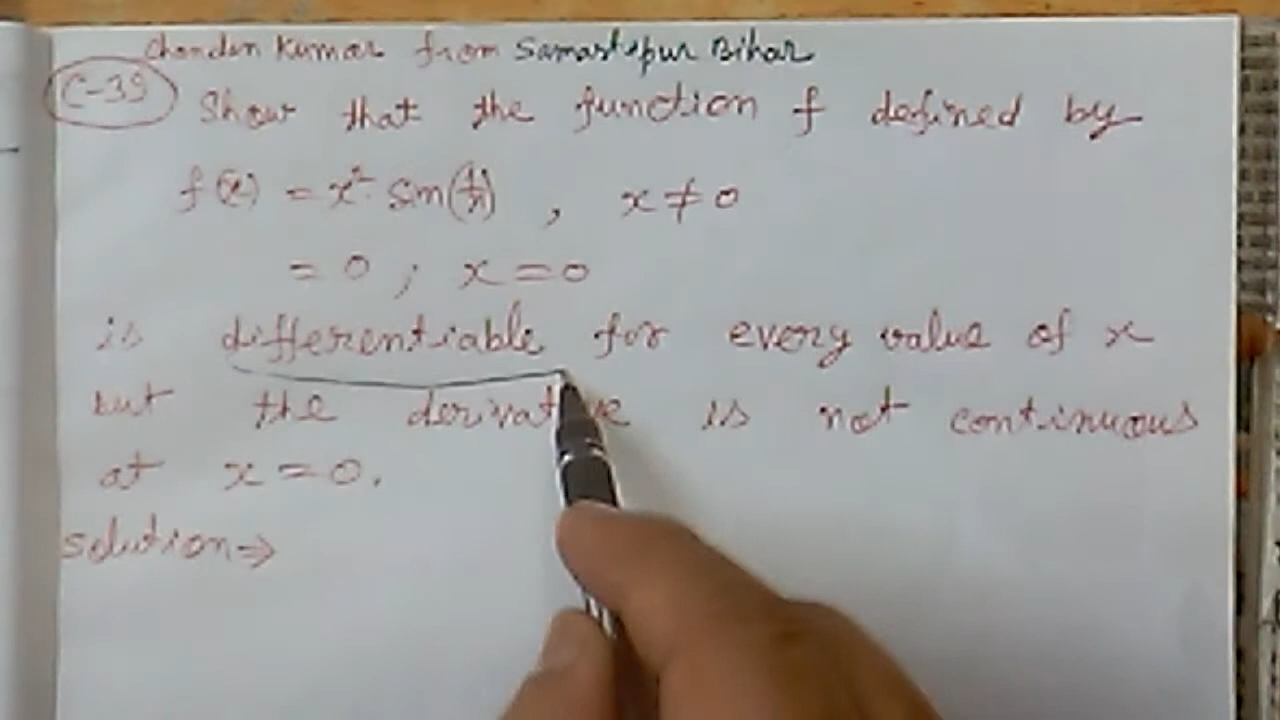 Chandan Kumar from Samastipur Bihar
C-39 Show that the function f defined by
f(x) = x². sin(1/x) , x ≠ 0
= 0 ; x = 0
is differentiable for every value of x
but the derivative is not continuous
at x = 0.
Solution ⇒